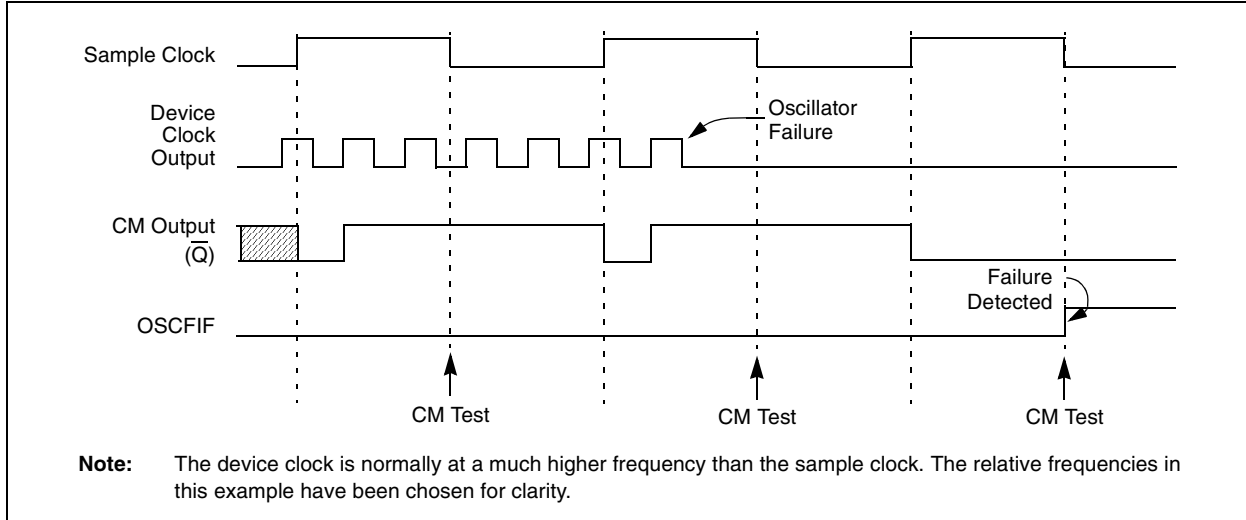 Sample Clock
Device
Clock
Output
Oscillator
Failure
CM Output
(Q̅)
Failure
Detected
OSCFIF
CM Test
CM Test
CM Test
Note: The device clock is normally at a much higher frequency than the sample clock. The relative frequencies in
this example have been chosen for clarity.